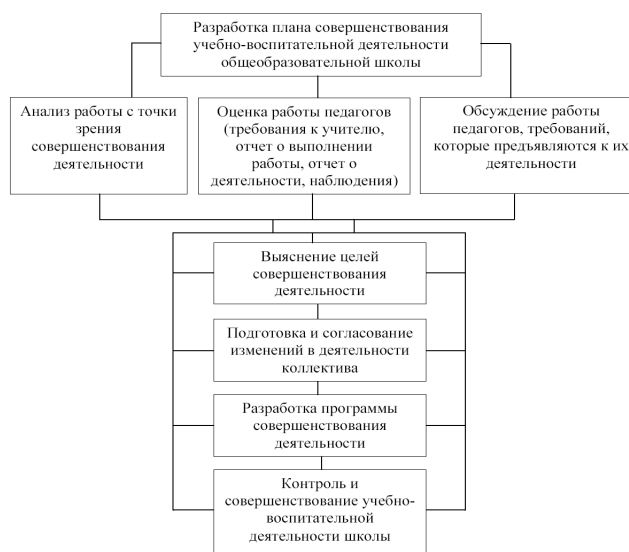 Разработка плана совершенствования
учебно-воспитательной деятельности
общеобразовательной школы
Анализ работы с точки
зрения
совершенствования
деятельности
Оценка работы педагогов
(требования к учителю,
отчет о выполнении
работы, отчет о
деятельности, наблюдения)
Обсуждение работы
педагогов, требований,
которые предъявляются к их
деятельности
Выяснение целей
совершенствования
деятельности
Подготовка и согласование
изменений в деятельности
коллектива
Разработка программы
совершенствования
деятельности
Контроль и
совершенствование учебно-
воспитательной
деятельности школы